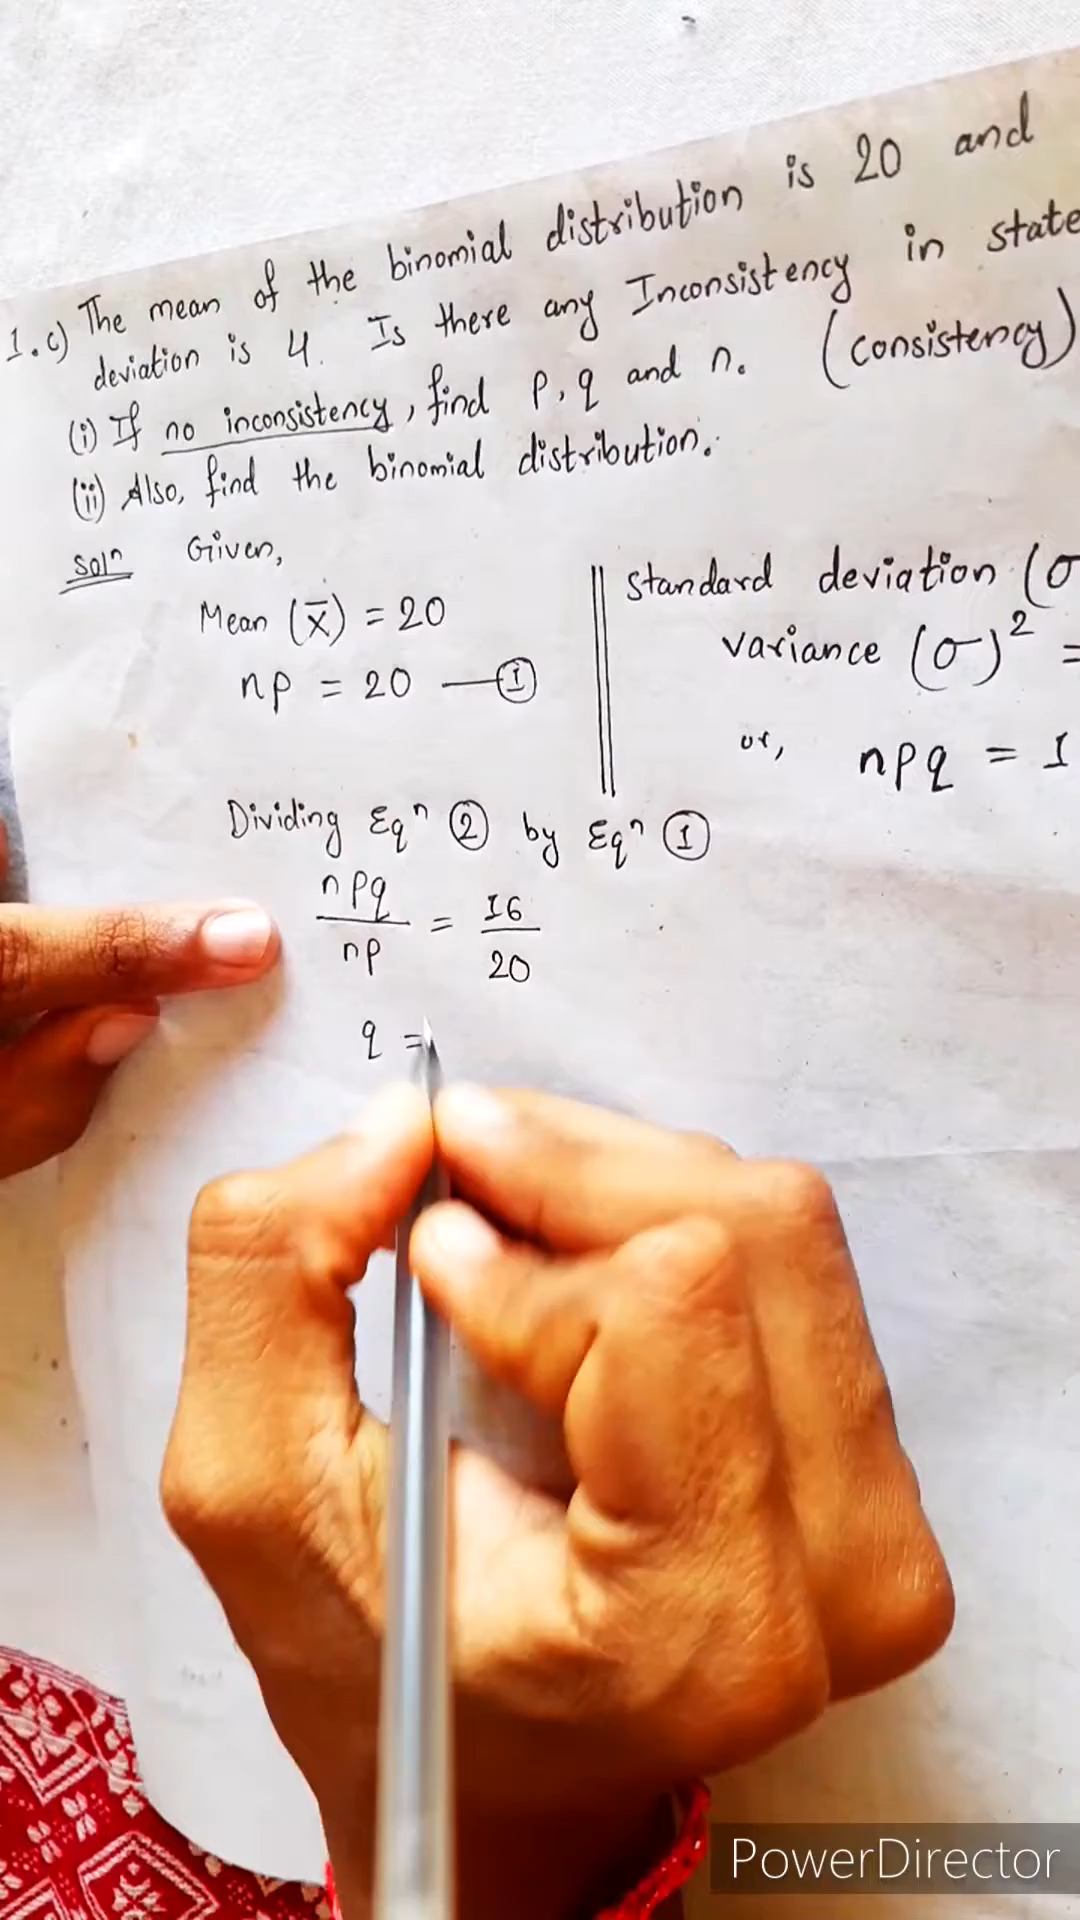 1.c) The mean of the binomial distribution is 20 and
deviation is 4. Is there any Inconsistency in state
(i) If no inconsistency, find p, q and n. (consistency)
(ii) Also, find the binomial distribution.
Solⁿ Given,
Mean (x̄) = 20
np = 20 —①
Standard deviation (σ
variance (σ)² =
or, npq = 1
Dividing Eqⁿ ② by Eqⁿ ①
npq/np = 16/20
q =
PowerDirector